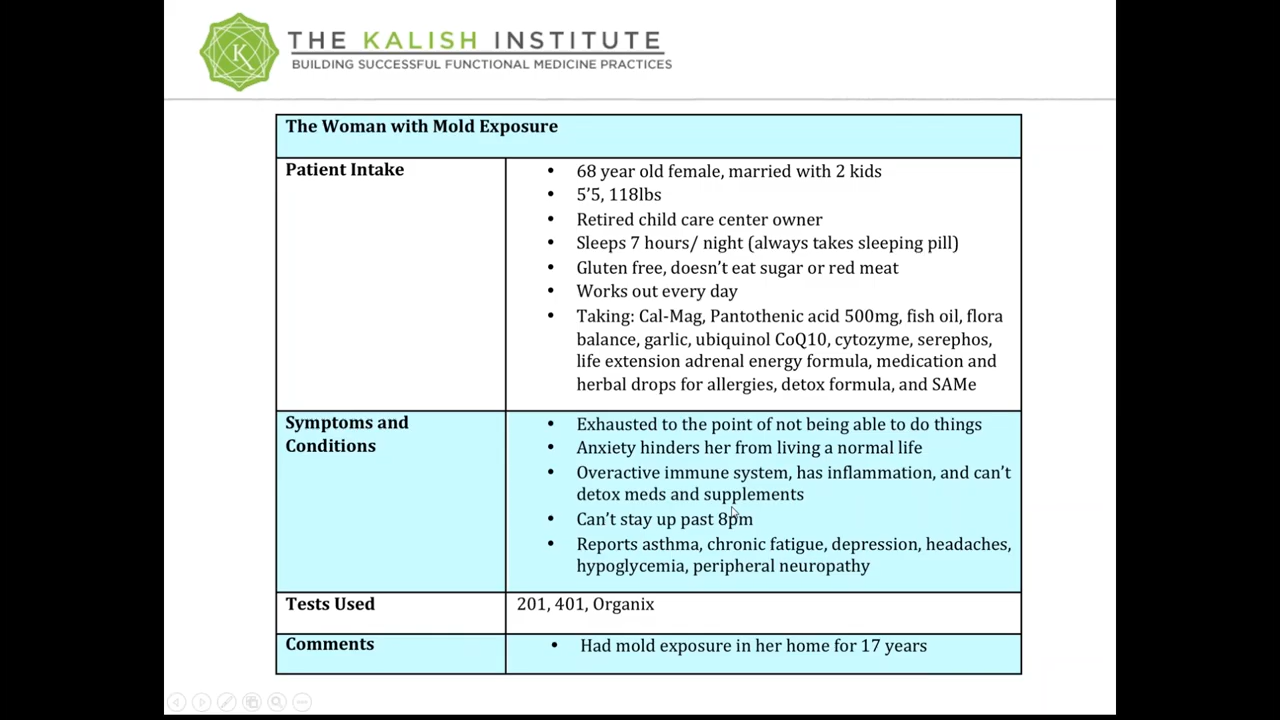 THE KALISH INSTITUTE
BUILDING SUCCESSFUL FUNCTIONAL MEDICINE PRACTICES
The Woman with Mold Exposure
Patient Intake
• 68 year old female, married with 2 kids
• 5’5, 118lbs
• Retired child care center owner
• Sleeps 7 hours/ night (always takes sleeping pill)
• Gluten free, doesn’t eat sugar or red meat
• Works out every day
• Taking: Cal-Mag, Pantothenic acid 500mg, fish oil, flora
balance, garlic, ubiquinol CoQ10, cytozyme, serephos,
life extension adrenal energy formula, medication and
herbal drops for allergies, detox formula, and SAMe
Symptoms and
Conditions
• Exhausted to the point of not being able to do things
• Anxiety hinders her from living a normal life
• Overactive immune system, has inflammation, and can’t
detox meds and supplements
• Can’t stay up past 8pm
• Reports asthma, chronic fatigue, depression, headaches,
hypoglycemia, peripheral neuropathy
Tests Used
201, 401, Organix
Comments
• Had mold exposure in her home for 17 years